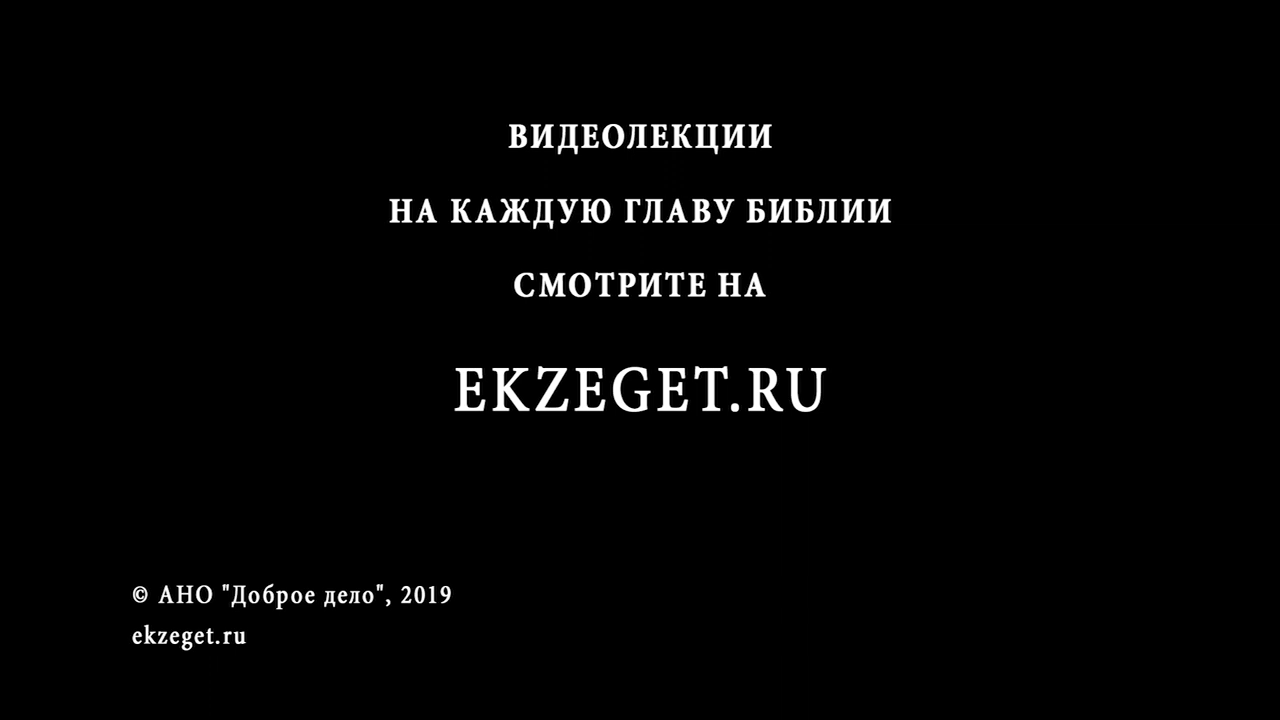 ВИДЕОЛЕКЦИИ
НА КАЖДУЮ ГЛАВУ БИБЛИИ
СМОТРИТЕ НА
EKZEGET.RU
© АНО "Доброе дело", 2019
ekzeget.ru